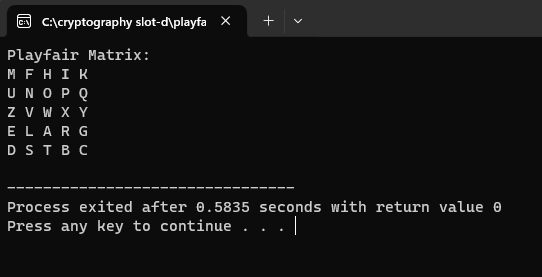 C:\cryptography slot-d\playfa
Playfair Matrix:
M F H I K
U N O P Q
Z V W X Y
E L A R G
D S T B C
--------------------------------
Process exited after 0.5835 seconds with return value 0
Press any key to continue . . .